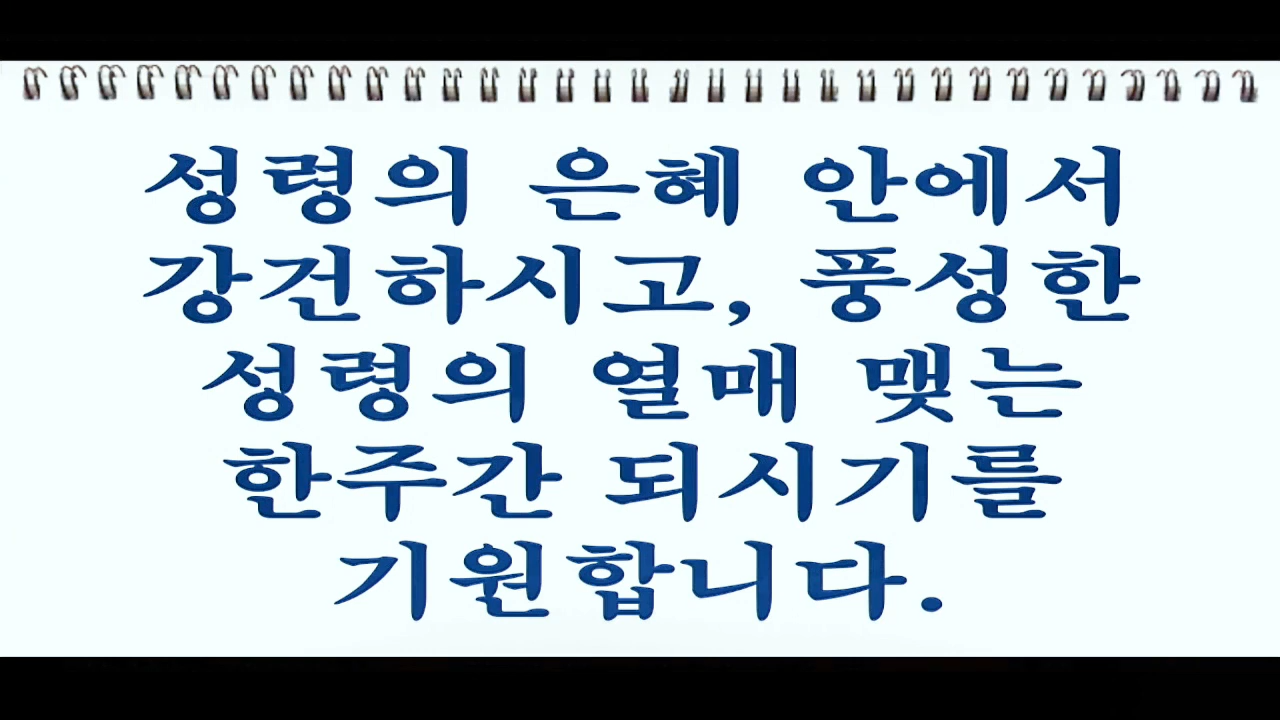 성령의 은혜 안에서
강건하시고, 풍성한
성령의 열매 맺는
한주간 되시기를
기원합니다.